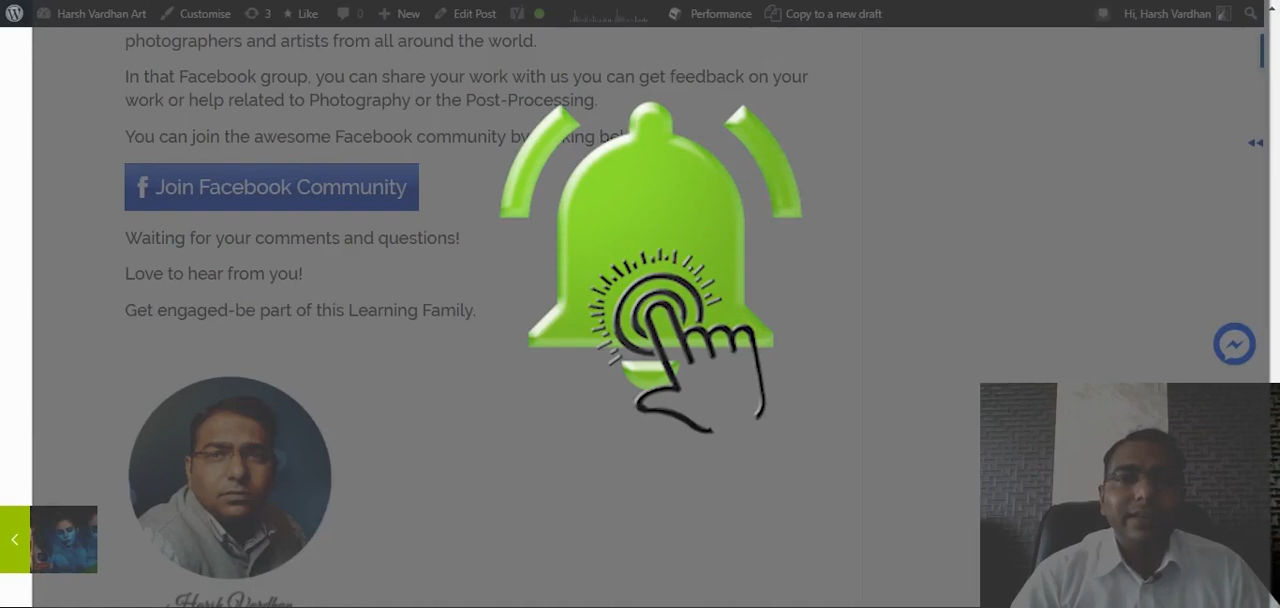 Harsh Vardhan Art Customise 3 Like 0 New Edit Post Performance Copy to a new draft Hi, Harsh Vardhan
photographers and artists from all around the world.
In that Facebook group, you can share your work with us you can get feedback on your
work or help related to Photography or the Post-Processing.
You can join the awesome Facebook community by
Join Facebook Community
Waiting for your comments and questions!
Love to hear from you!
Get engaged-be part of this Learning Family.
Harsh Vardhan